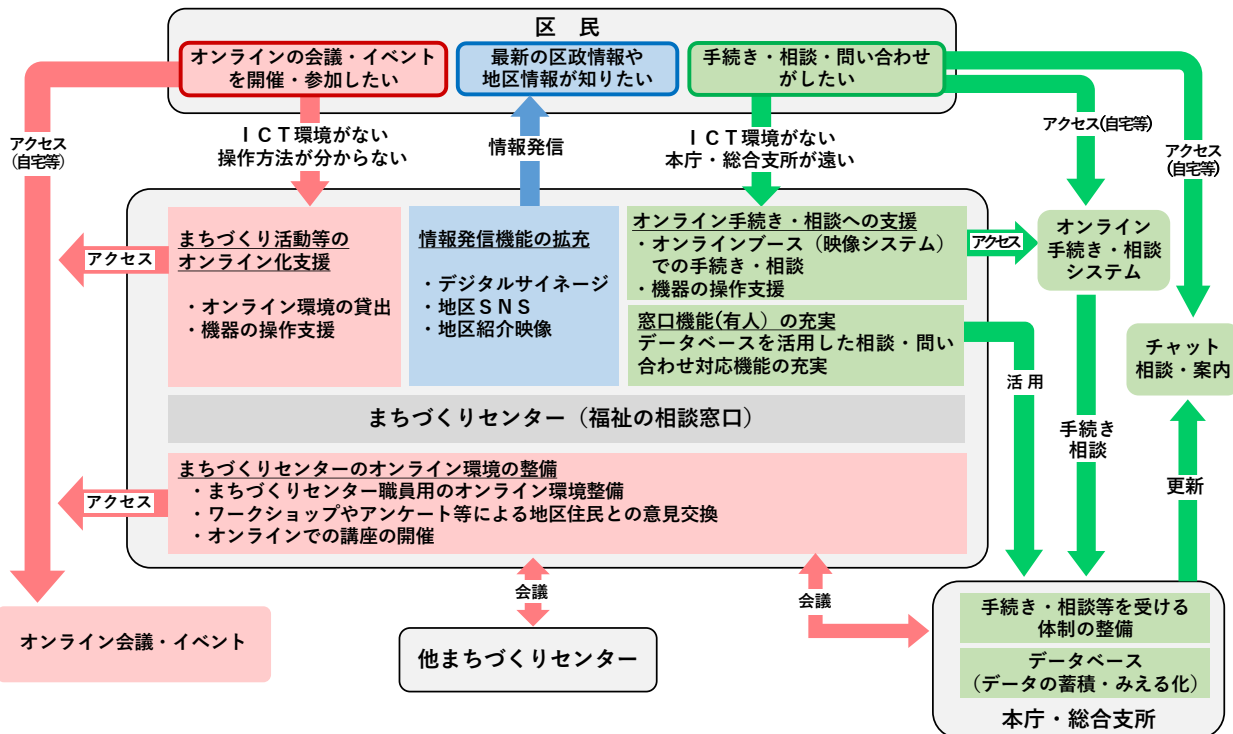 区 民
オンラインの会議・イベント
を開催・参加したい
最新の区政情報や
地区情報が知りたい
手続き・相談・問い合わせ
がしたい
アクセス
(自宅等)
ＩＣＴ環境がない
操作方法が分からない
情報発信
ＩＣＴ環境がない
本庁・総合支所が遠い
アクセス(自宅等)
アクセス
(自宅等)
アクセス
まちづくり活動等の
オンライン化支援
・オンライン環境の貸出
・機器の操作支援
情報発信機能の拡充
・デジタルサイネージ
・地区ＳＮＳ
・地区紹介映像
オンライン手続き・相談への支援
・オンラインブース（映像システム）
での手続き・相談
・機器の操作支援
アクセス
オンライン
手続き・相談
システム
窓口機能(有人）の充実
データベースを活用した相談・問い
合わせ対応機能の充実
活 用
チャット
相談・案内
まちづくりセンター（福祉の相談窓口）
手続き
相談
更新
アクセス
まちづくりセンターのオンライン環境の整備
・まちづくりセンター職員用のオンライン環境整備
・ワークショップやアンケート等による地区住民との意見交換
・オンラインでの講座の開催
会議
会議
オンライン会議・イベント
他まちづくりセンター
手続き・相談等を受ける
体制の整備
データベース
（データの蓄積・みえる化）
本庁・総合支所